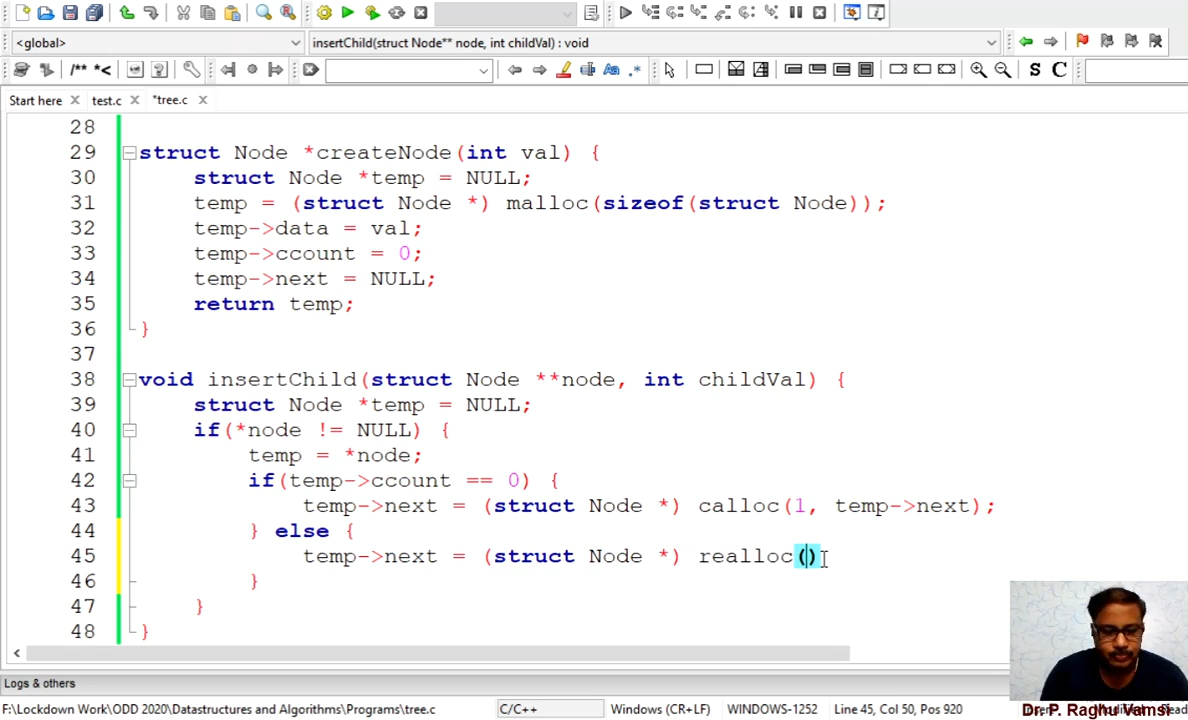 <global>
insertChild(struct Node** node, int childVal) : void
/** *<
S C
Start here
test.c
*tree.c
28
29 struct Node *createNode(int val) {
30 struct Node *temp = NULL;
31 temp = (struct Node *) malloc(sizeof(struct Node));
32 temp->data = val;
33 temp->ccount = 0;
34 temp->next = NULL;
35 return temp;
36 }
37
38 void insertChild(struct Node **node, int childVal) {
39 struct Node *temp = NULL;
40 if(*node != NULL) {
41 temp = *node;
42 if(temp->ccount == 0) {
43 temp->next = (struct Node *) calloc(1, temp->next);
44 } else {
45 temp->next = (struct Node *) realloc()
46 }
47 }
48 }
Logs & others
F:\Lockdown Work\ODD 2020\Datastructures and Algorithms\Programs\tree.c
C/C++
Windows (CR+LF)
WINDOWS-1252
Line 45, Col 50, Pos 920
Dr. P. Raghu Vamsi